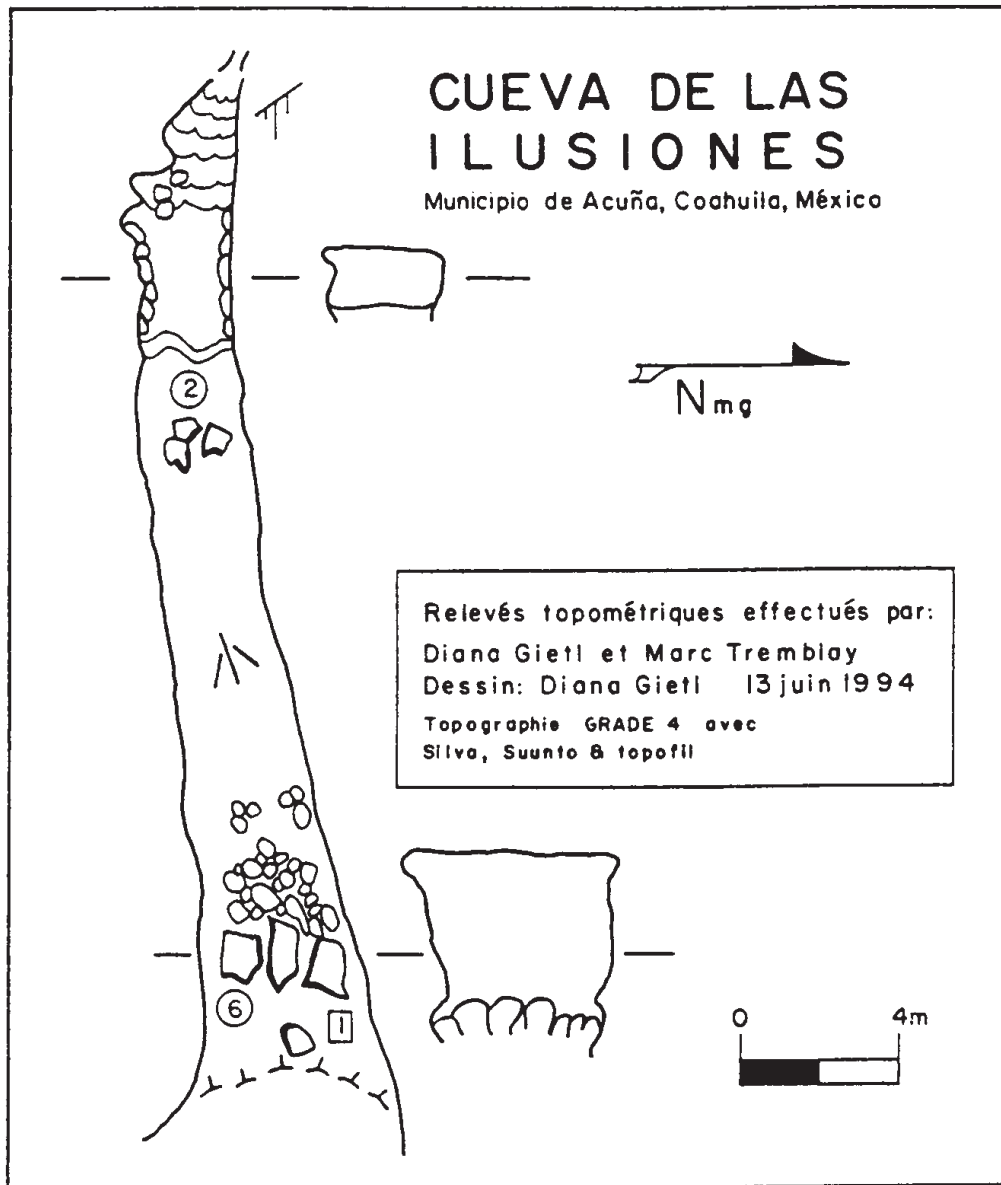 CUEVA DE LAS
ILUSIONES
Municipio de Acuña, Coahuila, México
2
Nmg
Relevés topométriques effectués par:
Diana Gietl et Marc Tremblay
Dessin: Diana Gietl 13 juin 1994
Topographie GRADE 4 avec
Silva, Suunto & topofil
6
1
0 4m